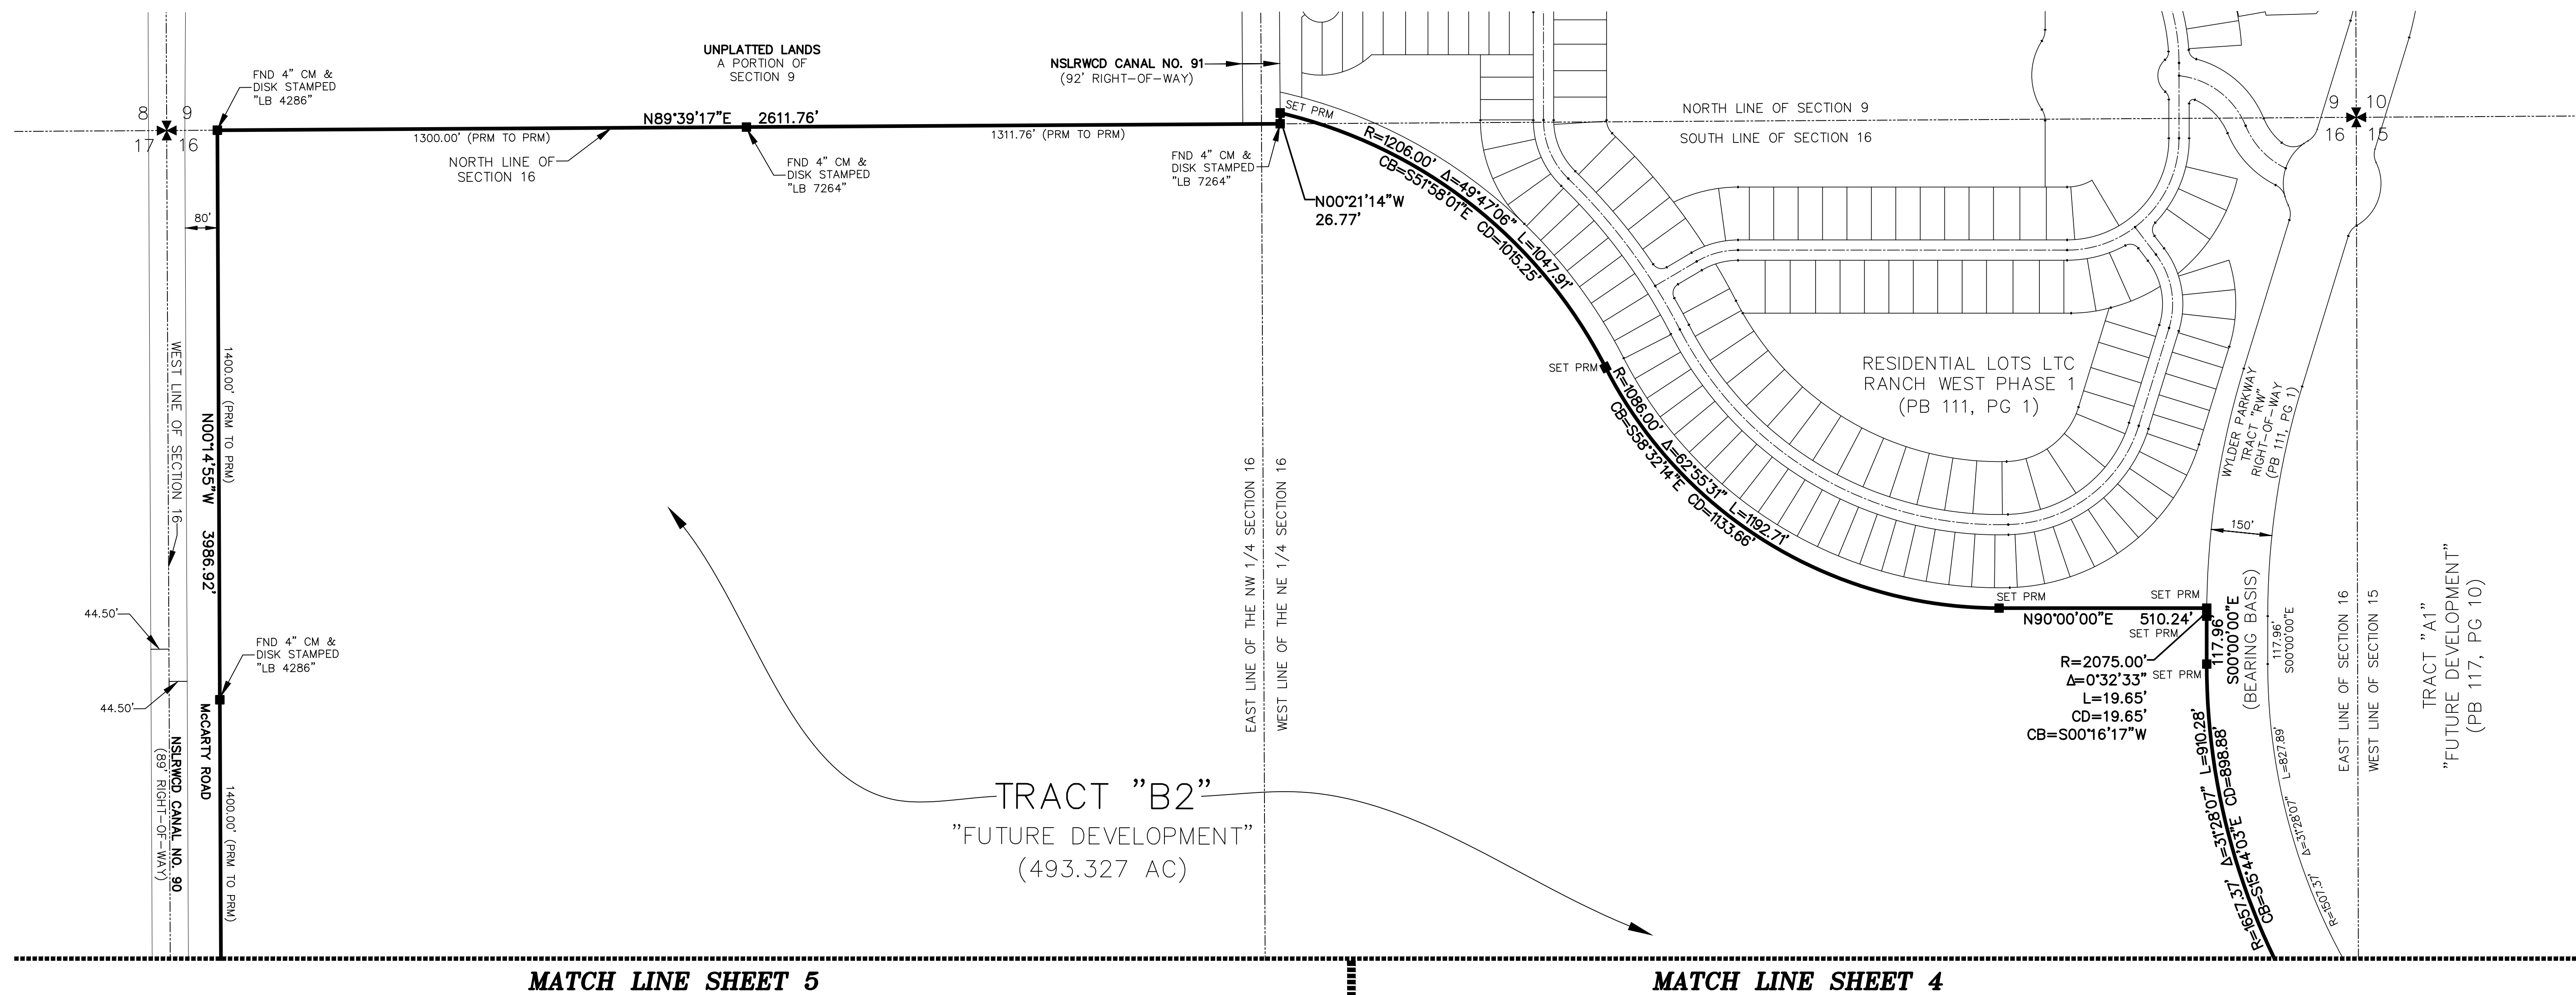 UNPLATTED LANDS
A PORTION OF
SECTION 9
NSLRWCD CANAL NO. 91
(92' RIGHT-OF-WAY)
FND 4" CM &
DISK STAMPED
"LB 4286"
8 9
17 16
N89°39'17"E 2611.76'
1300.00' (PRM TO PRM)
1311.76' (PRM TO PRM)
NORTH LINE OF
SECTION 16
FND 4" CM &
DISK STAMPED
"LB 7264"
FND 4" CM &
DISK STAMPED
"LB 7264"
SET PRM
N00°21'14"W
26.77'
NORTH LINE OF SECTION 9
SOUTH LINE OF SECTION 16
9 10
16 15
R=1206.00' Δ=49°47'06" L=1047.91'
CB=S51°58'01"E CD=1015.25'
80'
WEST LINE OF SECTION 16
N00°14'55"W 3986.92'
1400.00' (PRM TO PRM)
SET PRM
R=1086.00' Δ=62°55'31" L=1192.71'
CB=S58°32'14"E CD=1133.66'
RESIDENTIAL LOTS LTC
RANCH WEST PHASE 1
(PB 111, PG 1)
WYLDER PARKWAY
TRACT "RW"
RIGHT-OF-WAY
(PB 111, PG 1)
150'
EAST LINE OF THE NW 1/4 SECTION 16
WEST LINE OF THE NE 1/4 SECTION 16
44.50'
44.50'
FND 4" CM &
DISK STAMPED
"LB 4286"
McCARTY ROAD
NSLRWCD CANAL NO. 90
(89' RIGHT-OF-WAY)
1400.00' (PRM TO PRM)
SET PRM
SET PRM
N90°00'00"E 510.24'
SET PRM
SET PRM
R=2075.00'
Δ=0°32'33"
L=19.65'
CD=19.65'
CB=S00°16'17"W
117.96'
S00°00'00"E
(BEARING BASIS)
117.96'
S00°00'00"E
R=1657.37' Δ=31°28'07" L=910.28'
CB=S15°44'03"E CD=898.88'
R=1507.37' Δ=31°28'07" L=827.89'
EAST LINE OF SECTION 16
WEST LINE OF SECTION 15
TRACT "A1"
"FUTURE DEVELOPMENT"
(PB 117, PG 10)
TRACT "B2"
"FUTURE DEVELOPMENT"
(493.327 AC)
MATCH LINE SHEET 5
MATCH LINE SHEET 4